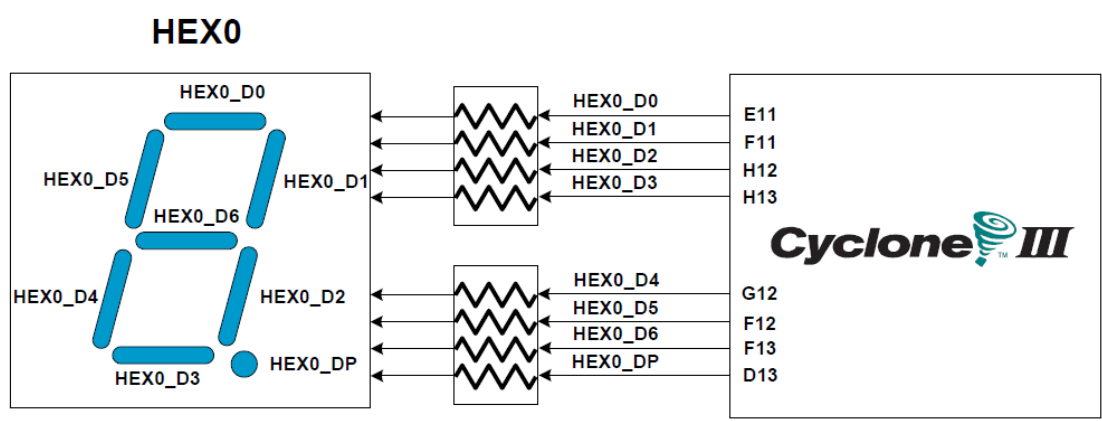 HEX0
HEX0_D0
HEX0_D5
HEX0_D1
HEX0_D6
HEX0_D4
HEX0_D2
HEX0_D3
HEX0_DP
HEX0_D0
HEX0_D1
HEX0_D2
HEX0_D3
HEX0_D4
HEX0_D5
HEX0_D6
HEX0_DP
E11
F11
H12
H13
Cyclone™ III
G12
F12
F13
D13